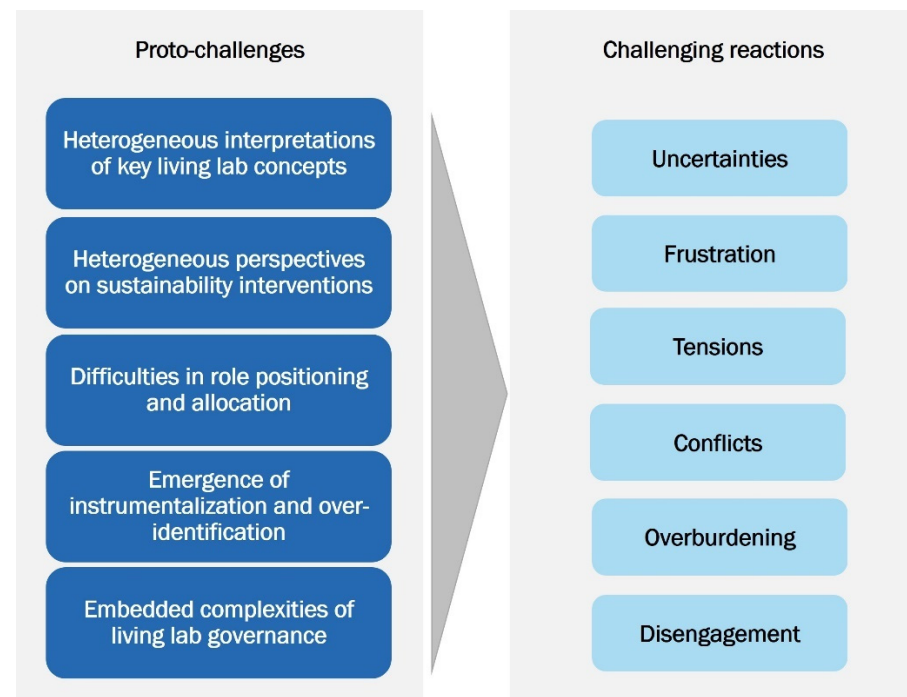 Proto-challenges
Heterogeneous interpretations
of key living lab concepts
Heterogeneous perspectives
on sustainability interventions
Difficulties in role positioning
and allocation
Emergence of
instrumentalization and over-
identification
Embedded complexities of
living lab governance
Challenging reactions
Uncertainties
Frustration
Tensions
Conflicts
Overburdening
Disengagement